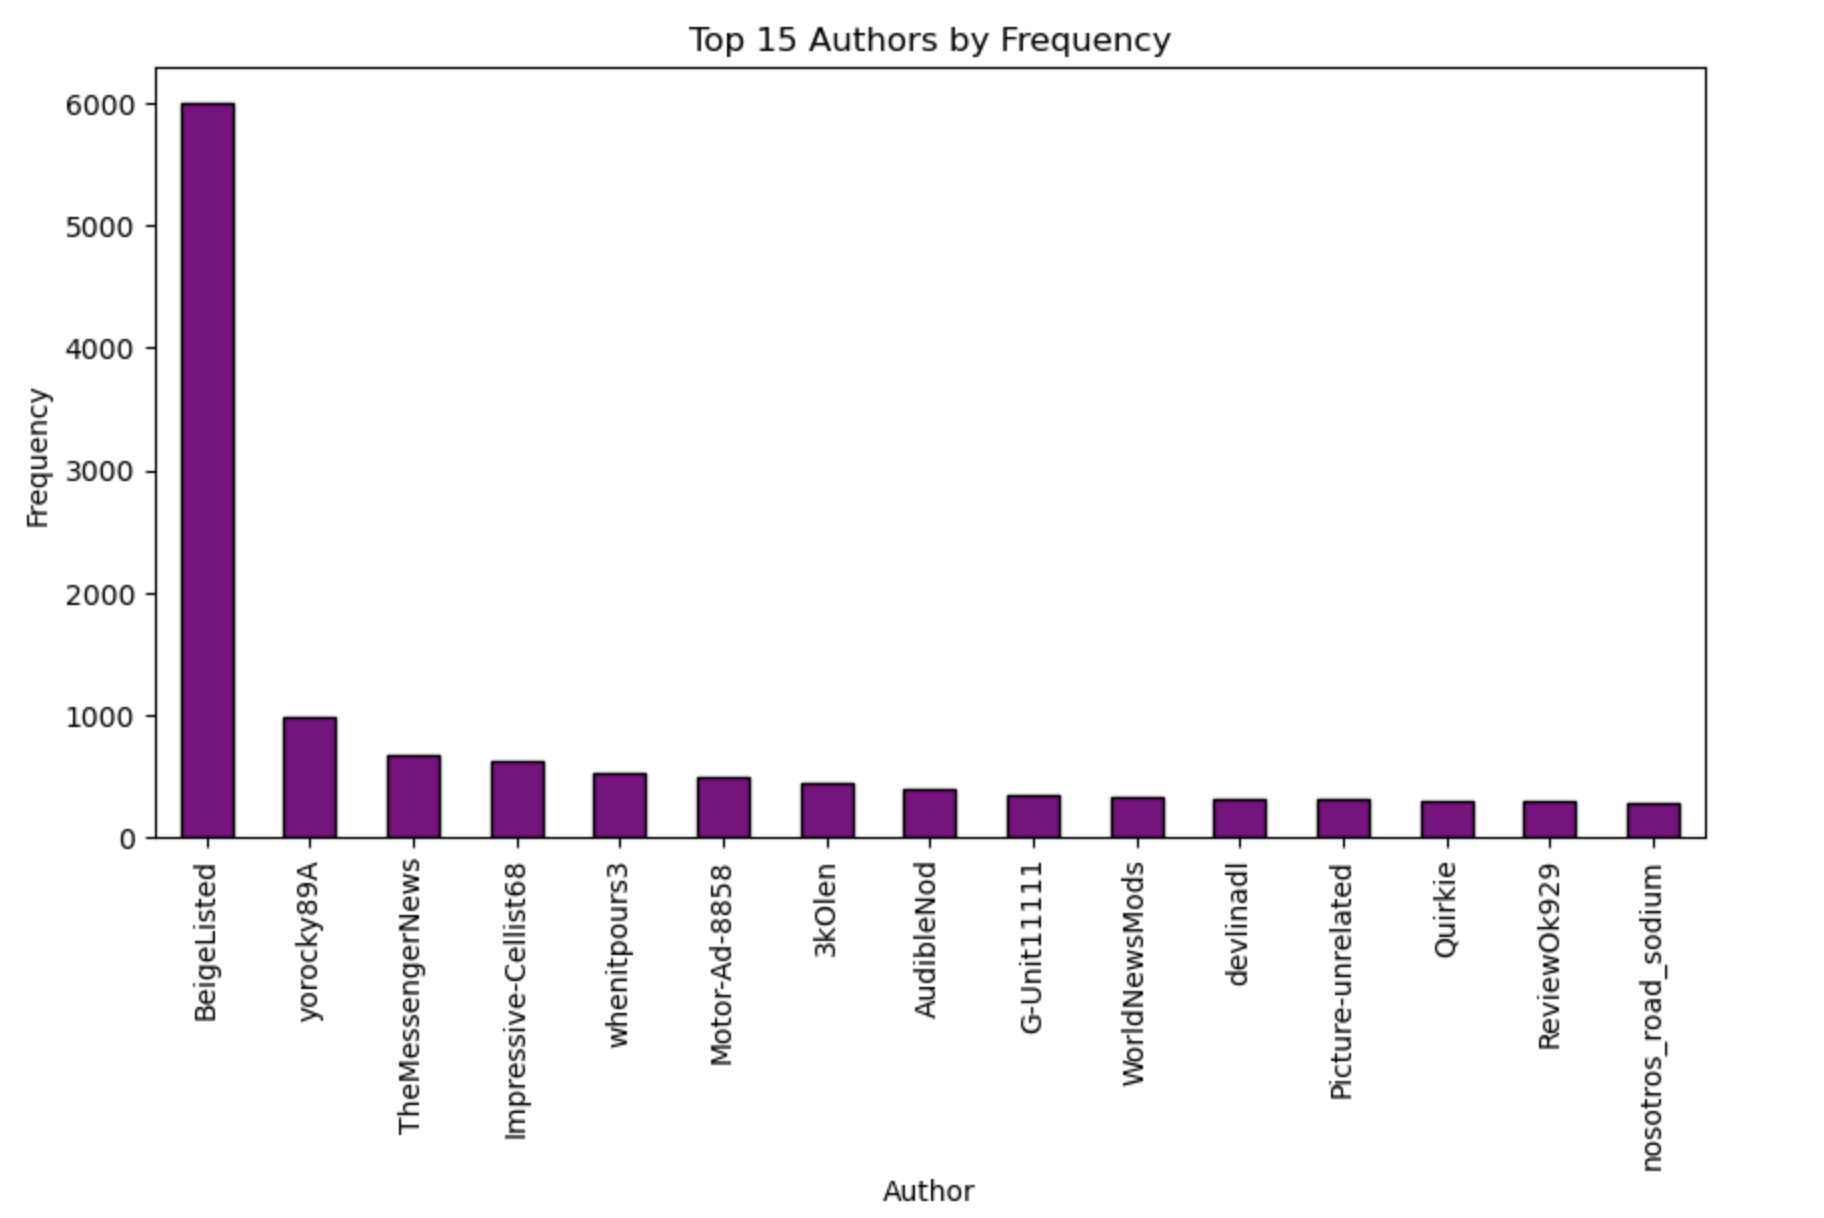 Top 15 Authors by Frequency
Frequency
6000
5000
4000
3000
2000
1000
0
BeigeListed
yorocky89A
TheMessengerNews
Impressive-Cellist68
whenitpours3
Motor-Ad-8858
3kOlen
AudibleNod
G-Unit11111
WorldNewsMods
devlinadl
Picture-unrelated
Quirkie
ReviewOk929
nosotros_road_sodium
Author